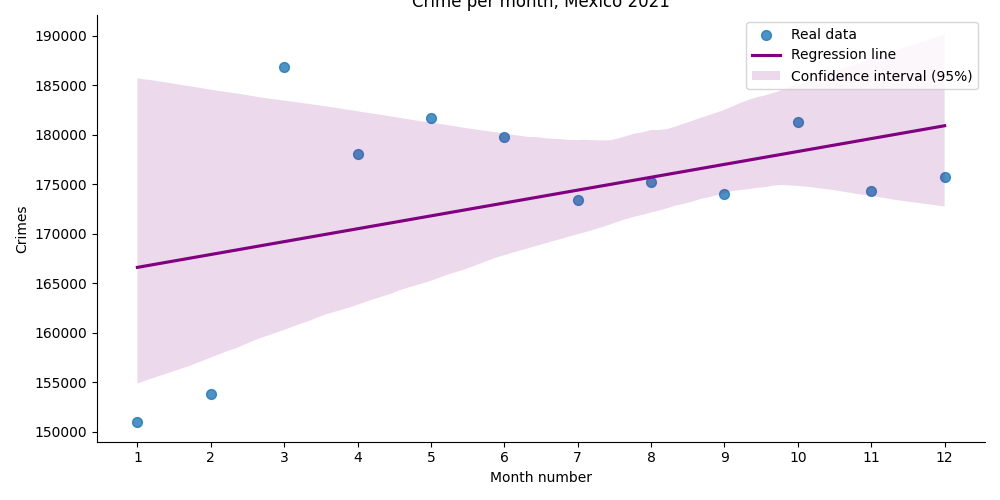 Crime per month, Mexico 2021
Real data
Regression line
Confidence interval (95%)
190000
185000
180000
175000
170000
165000
160000
155000
150000
Crimes
1 2 3 4 5 6 7 8 9 10 11 12
Month number